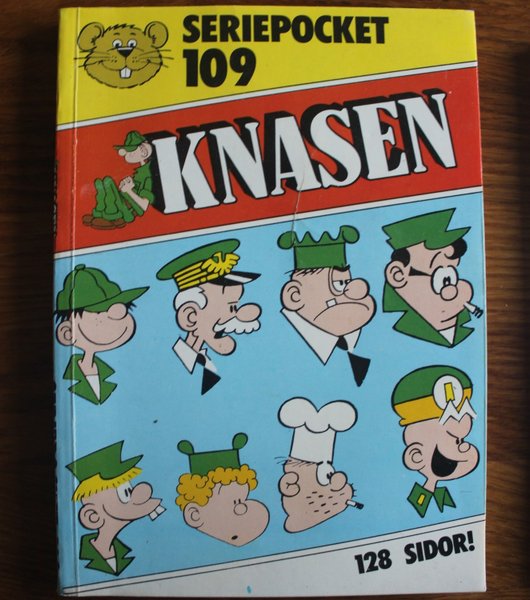 SERIEPOCKET
109
KNASEN
128 SIDOR!